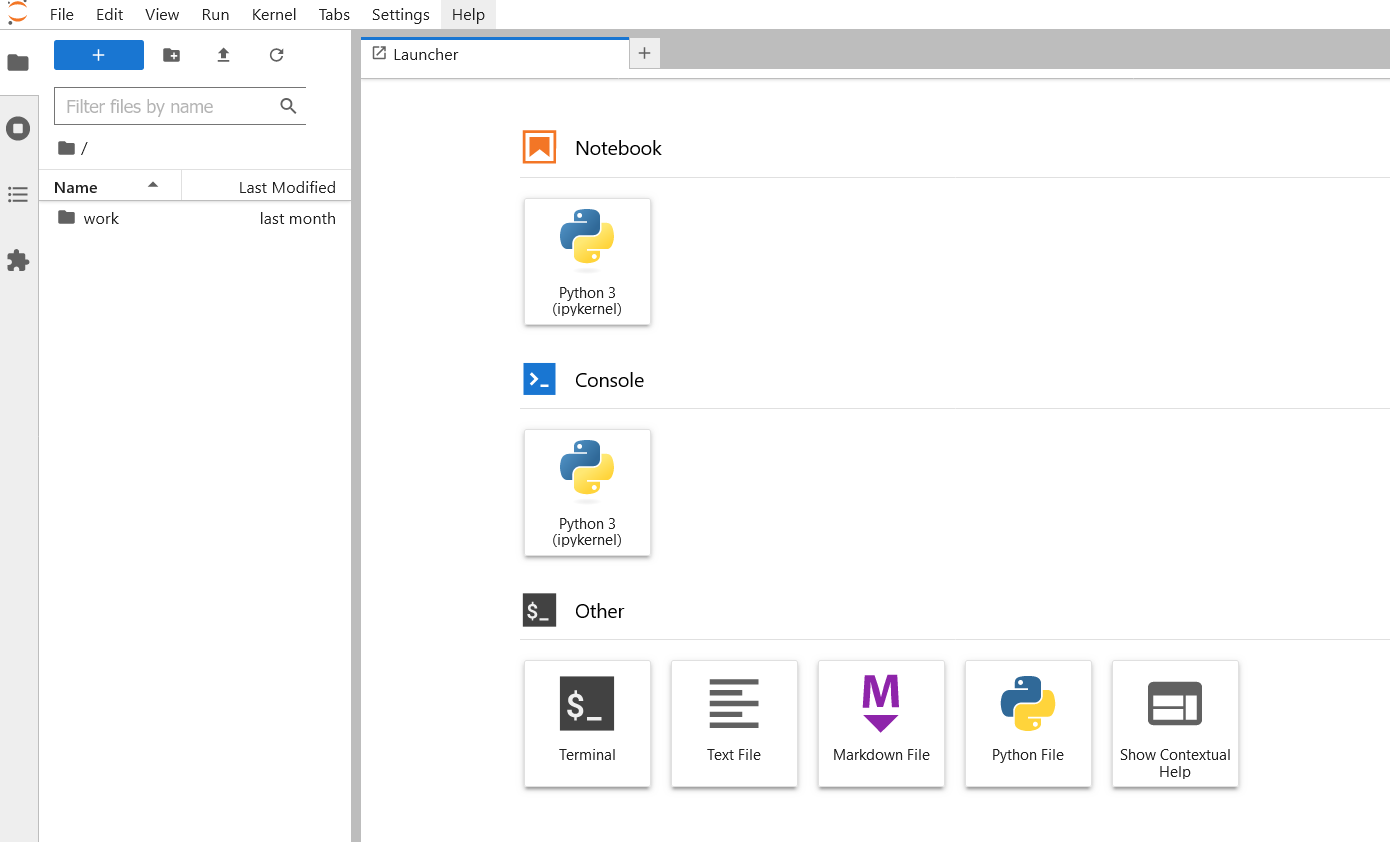 File Edit View Run Kernel Tabs Settings Help
Launcher
Filter files by name
/
Name Last Modified
work last month
Notebook
Python 3
(ipykernel)
Console
Python 3
(ipykernel)
$_ Other
$_
Terminal
Text File
M
Markdown File
Python File
Show Contextual
Help